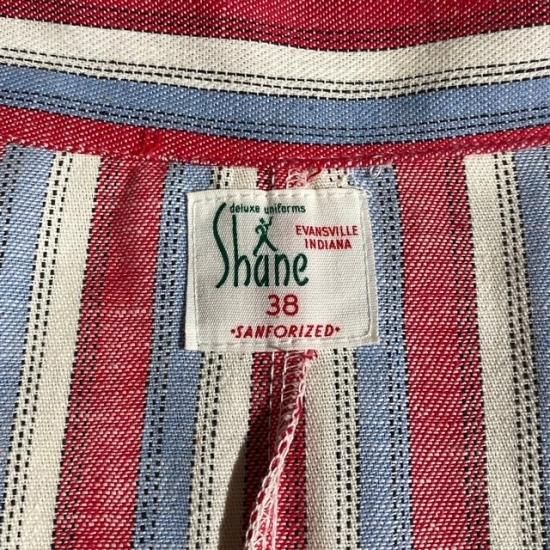 deluxe uniforms
Shane
EVANSVILLE
INDIANA
38
•SANFORIZED•